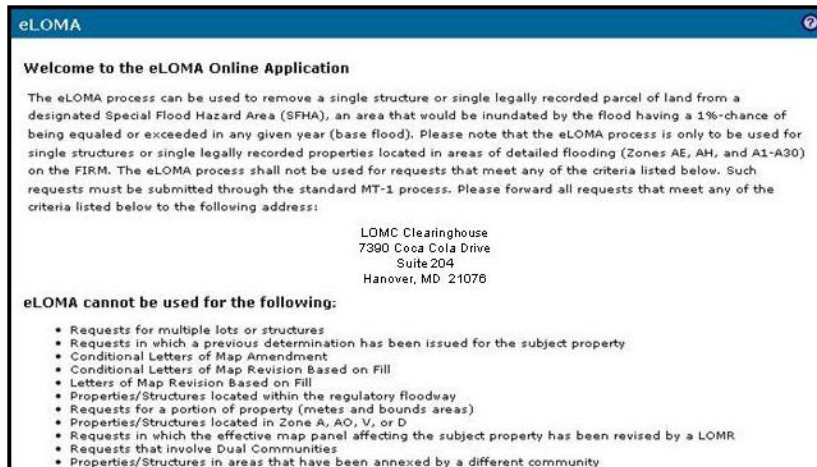 eLOMA
?
Welcome to the eLOMA Online Application
The eLOMA process can be used to remove a single structure or single legally recorded parcel of land from a
designated Special Flood Hazard Area (SFHA), an area that would be inundated by the flood having a 1%-chance of
being equaled or exceeded in any given year (base flood). Please note that the eLOMA process is only to be used for
single structures or single legally recorded properties located in areas of detailed flooding (Zones AE, AH, and A1-A30)
on the FIRM. The eLOMA process shall not be used for requests that meet any of the criteria listed below. Such
requests must be submitted through the standard MT-1 process. Please forward all requests that meet any of the
criteria listed below to the following address:
LOMC Clearinghouse
7390 Coca Cola Drive
Suite 204
Hanover, MD 21076
eLOMA cannot be used for the following:
• Requests for multiple lots or structures
• Requests in which a previous determination has been issued for the subject property
• Conditional Letters of Map Amendment
• Conditional Letters of Map Revision Based on Fill
• Letters of Map Revision Based on Fill
• Properties/Structures located within the regulatory floodway
• Requests for a portion of property (metes and bounds areas)
• Properties/Structures located in Zone A, AO, V, or D
• Requests in which the effective map panel affecting the subject property has been revised by a LOMR
• Requests that involve Dual Communities
• Properties/Structures in areas that have been annexed by a different community